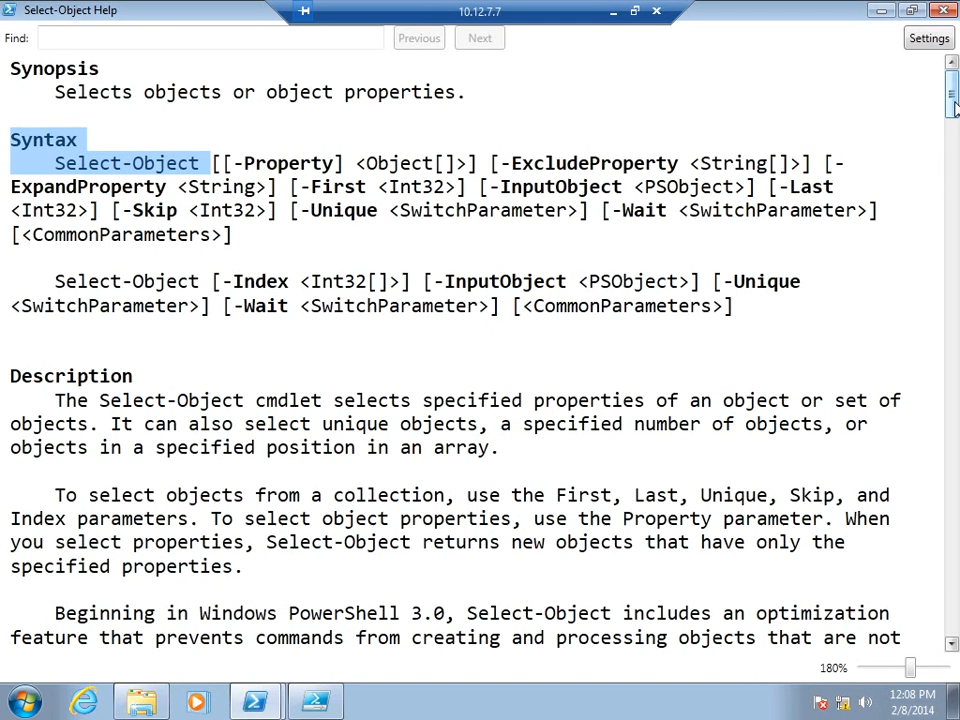 Select-Object Help
10.12.7.7
Find:
Previous
Next
Settings
Synopsis
Selects objects or object properties.
Syntax
Select-Object [[-Property] <Object[]>] [-ExcludeProperty <String[]>] [-
ExpandProperty <String>] [-First <Int32>] [-InputObject <PSObject>] [-Last
<Int32>] [-Skip <Int32>] [-Unique <SwitchParameter>] [-Wait <SwitchParameter>]
[<CommonParameters>]
Select-Object [-Index <Int32[]>] [-InputObject <PSObject>] [-Unique
<SwitchParameter>] [-Wait <SwitchParameter>] [<CommonParameters>]
Description
The Select-Object cmdlet selects specified properties of an object or set of
objects. It can also select unique objects, a specified number of objects, or
objects in a specified position in an array.
To select objects from a collection, use the First, Last, Unique, Skip, and
Index parameters. To select object properties, use the Property parameter. When
you select properties, Select-Object returns new objects that have only the
specified properties.
Beginning in Windows PowerShell 3.0, Select-Object includes an optimization
feature that prevents commands from creating and processing objects that are not
180%
12:08 PM
2/8/2014